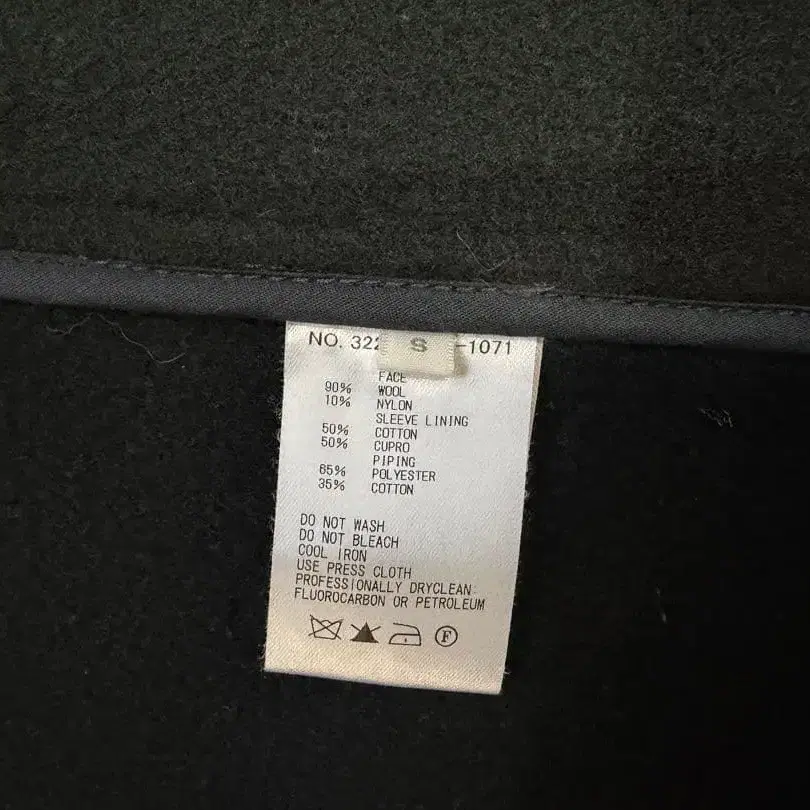 NO. 322 S -1071
FACE
90% WOOL
10% NYLON
SLEEVE LINING
50% COTTON
50% CUPRO
PIPING
65% POLYESTER
35% COTTON
DO NOT WASH
DO NOT BLEACH
COOL IRON
USE PRESS CLOTH
PROFESSIONALLY DRYCLEAN
FLUOROCARBON OR PETROLEUM
F